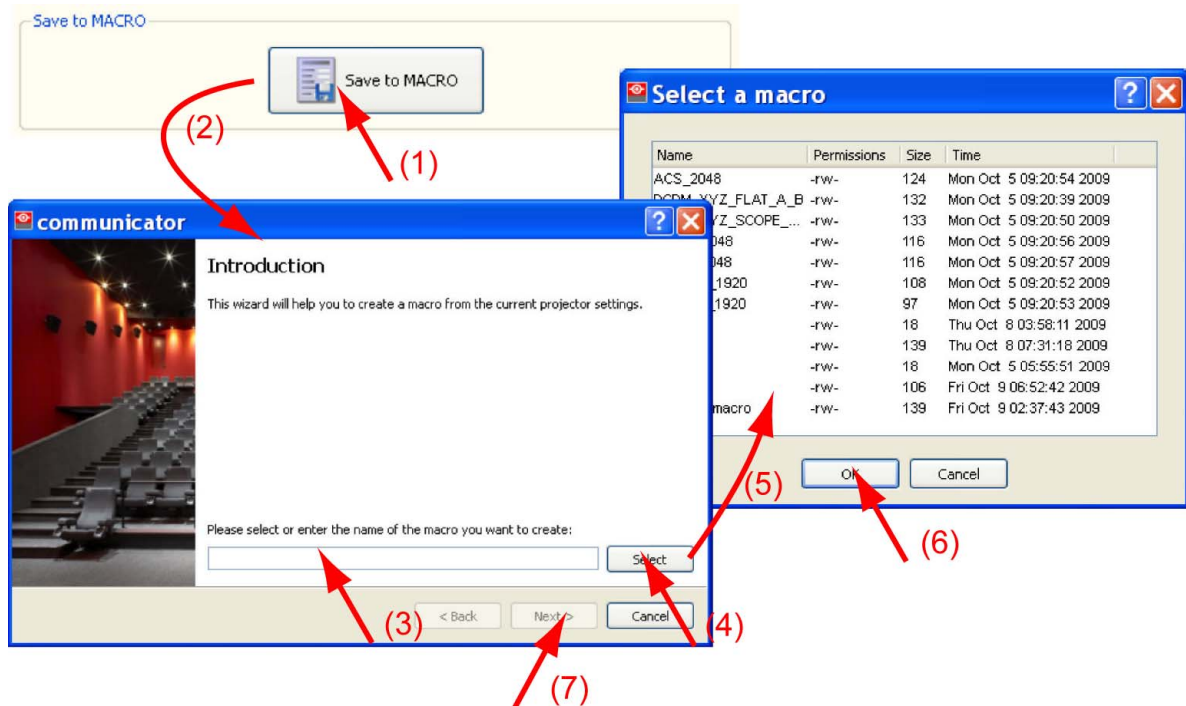 Save to MACRO
Save to MACRO
(2)
(1)
Select a macro
Name Permissions Size Time
ACS_2048 -rw- 124 Mon Oct 5 09:20:54 2009
YZ_FLAT_A_B -rw- 132 Mon Oct 5 09:20:39 2009
YZ_SCOPE_... -rw- 133 Mon Oct 5 09:20:50 2009
048 -rw- 116 Mon Oct 5 09:20:56 2009
048 -rw- 116 Mon Oct 5 09:20:57 2009
_1920 -rw- 108 Mon Oct 5 09:20:52 2009
_1920 -rw- 97 Mon Oct 5 09:20:53 2009
-rw- 18 Thu Oct 8 03:58:11 2009
-rw- 139 Thu Oct 8 07:31:18 2009
-rw- 18 Mon Oct 5 05:55:51 2009
-rw- 106 Fri Oct 9 06:52:42 2009
macro -rw- 139 Fri Oct 9 02:37:43 2009
OK Cancel
(5)
(6)
communicator
Introduction
This wizard will help you to create a macro from the current projector settings.
Please select or enter the name of the macro you want to create:
Select
(3)
< Back Next > Cancel
(4)
(7)